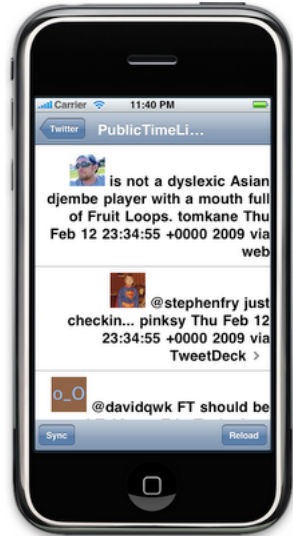 Carrier 11:40 PM
Twitter PublicTimeLi...
is not a dyslexic Asian
djembe player with a mouth full
of Fruit Loops. tomkane Thu
Feb 12 23:34:55 +0000 2009 via
web
@stephenfry just
checkin... pinksy Thu Feb 12
23:34:55 +0000 2009 via
TweetDeck >
o_O
@davidqwk FT should be
Sync Reload